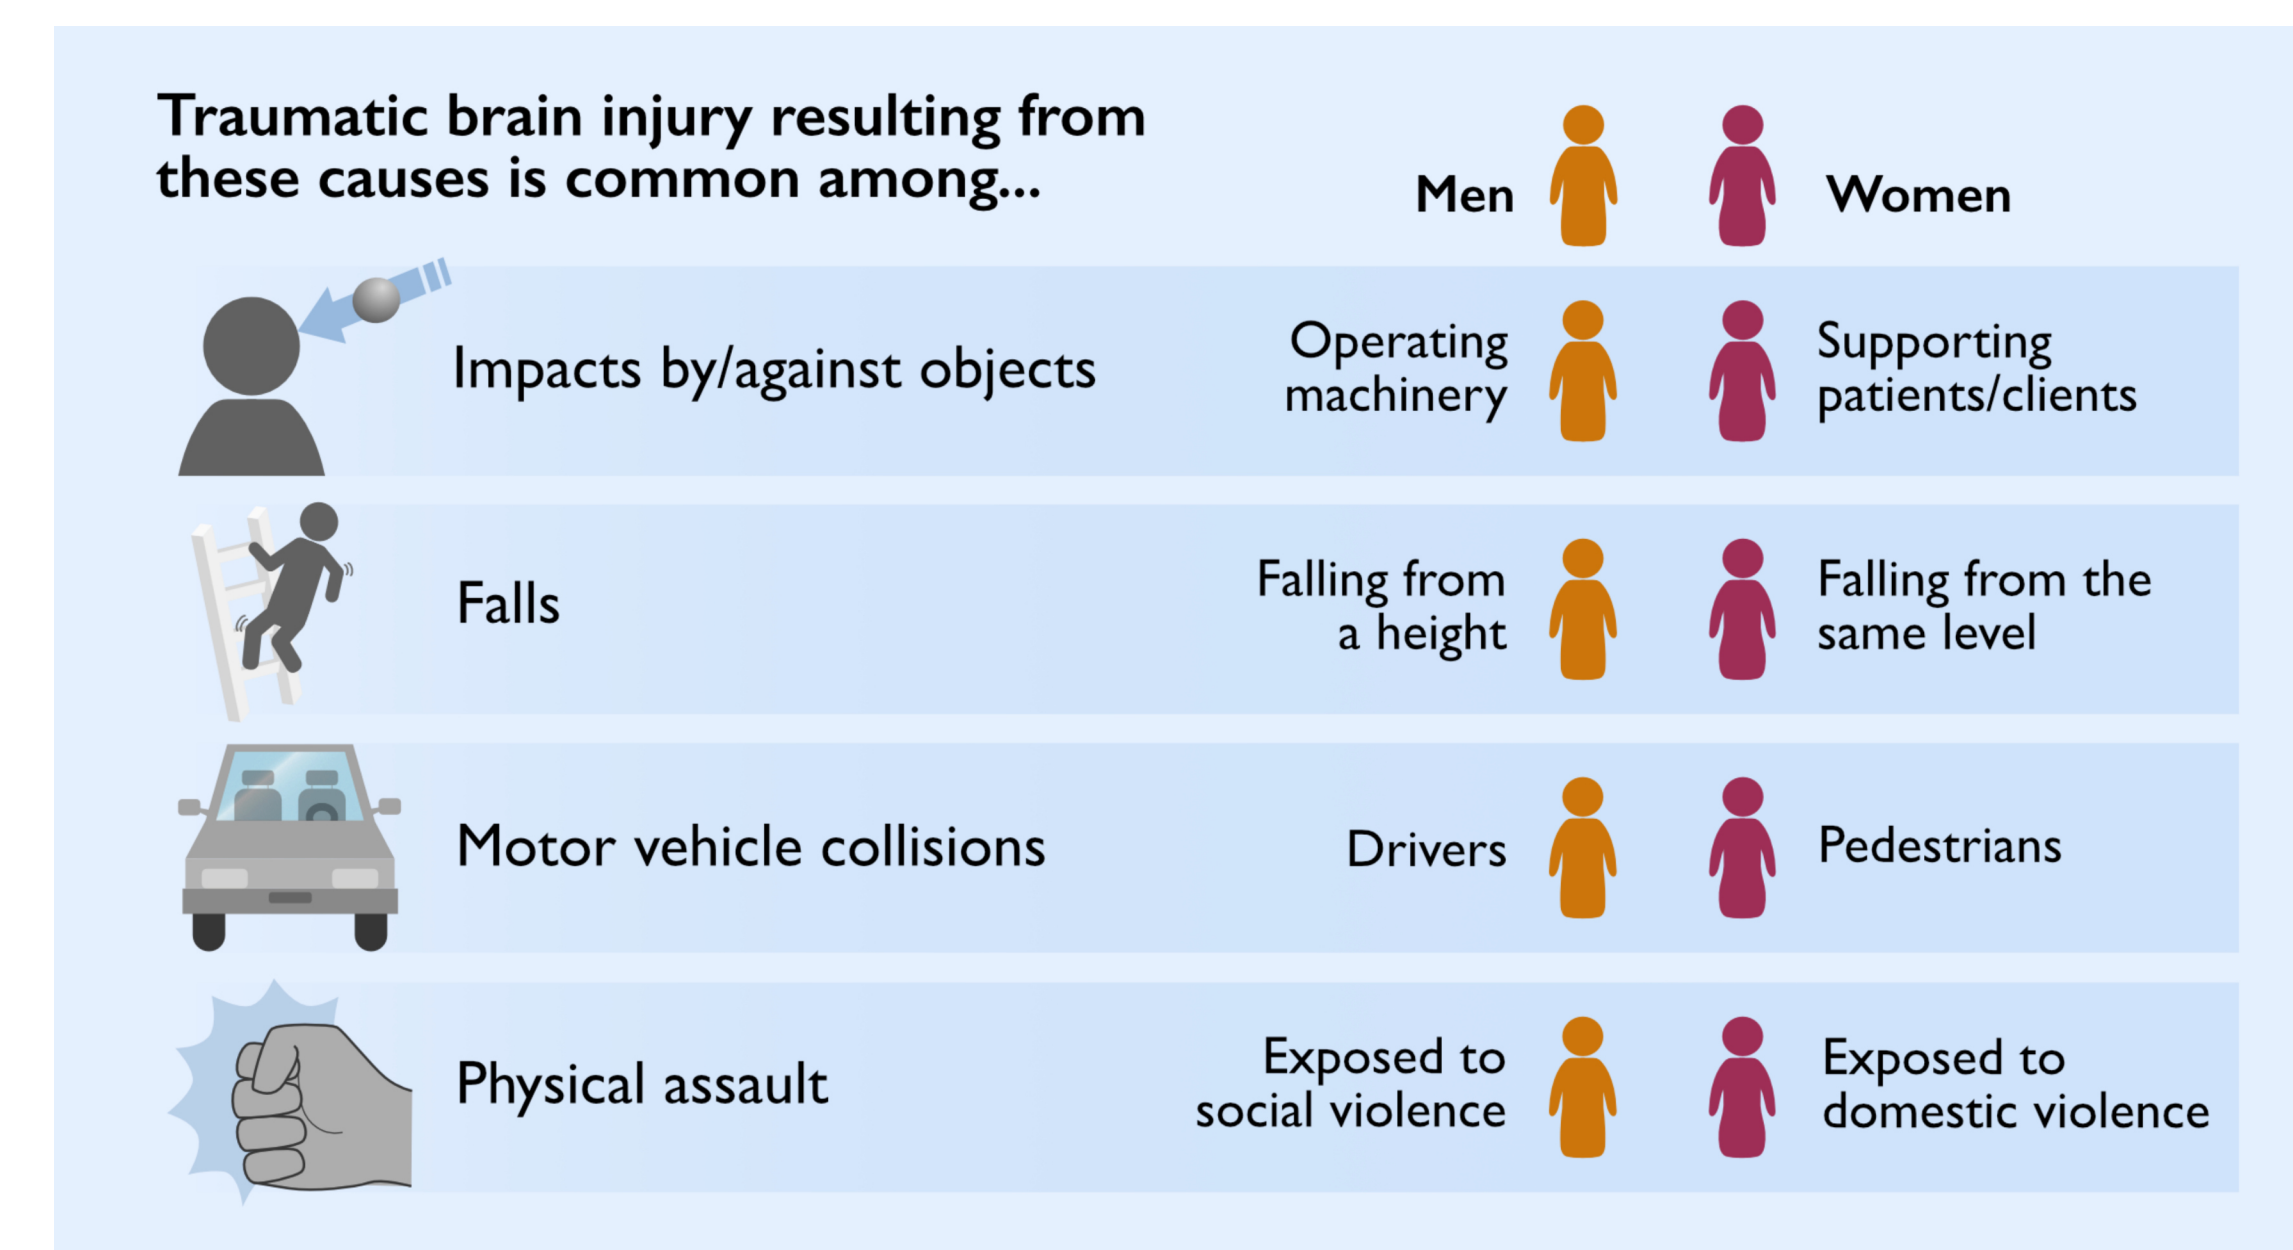 Traumatic brain injury resulting from
these causes is common among...
Men
Women
Impacts by/against objects
Operating
machinery
Supporting
patients/clients
Falls
Falling from
a height
Falling from the
same level
Motor vehicle collisions
Drivers
Pedestrians
Physical assault
Exposed to
social violence
Exposed to
domestic violence